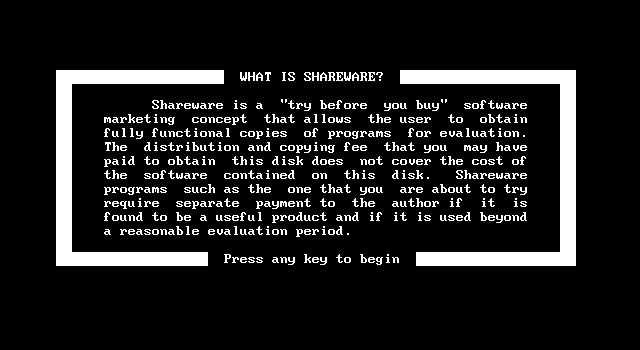 WHAT IS SHAREWARE?
Shareware is a "try before you buy" software
marketing concept that allows the user to obtain
fully functional copies of programs for evaluation.
The distribution and copying fee that you may have
paid to obtain this disk does not cover the cost of
the software contained on this disk. Shareware
programs such as the one that you are about to try
require separate payment to the author if it is
found to be a useful product and if it is used beyond
a reasonable evaluation period.
Press any key to begin